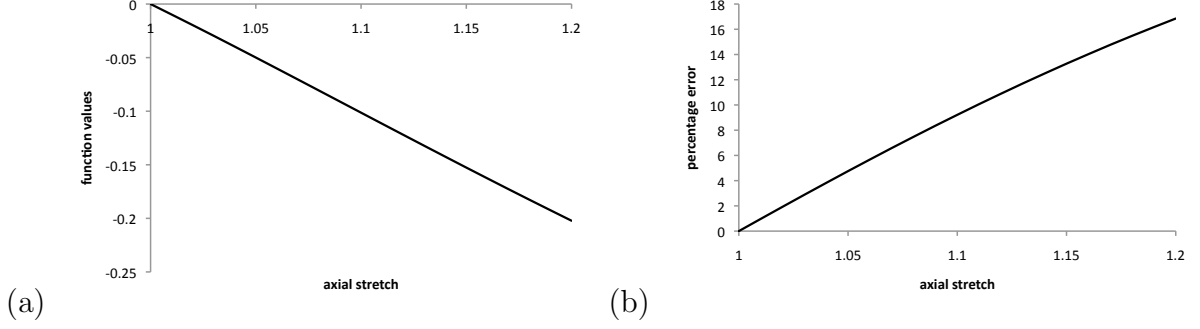 0
1 1.05 1.1 1.15 1.2
-0.05
-0.1
-0.15
-0.2
-0.25
function values
axial stretch
(a)
18
16
14
12
10
8
6
4
2
0
1 1.05 1.1 1.15 1.2
percentage error
axial stretch
(b)